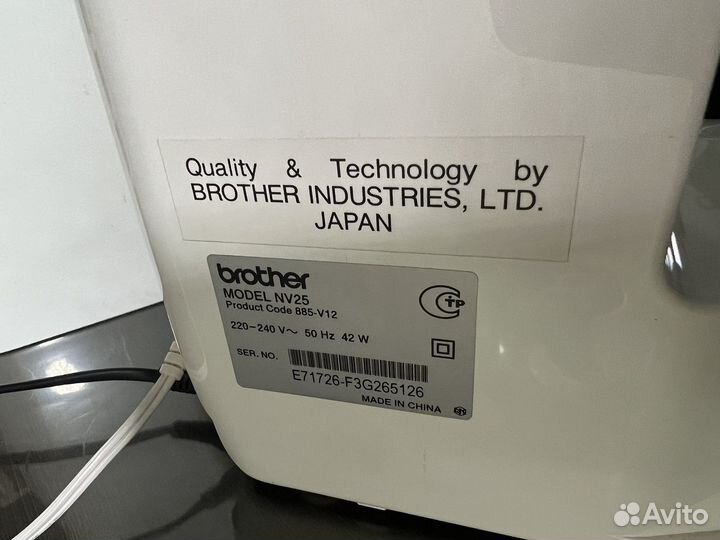 Quality & Technology by
BROTHER INDUSTRIES, LTD.
JAPAN
brother
MODEL NV25
Product Code 885-V12
220-240 V~ 50 Hz 42 W
SER. NO.
E71726-F3G265126
MADE IN CHINA
Avito